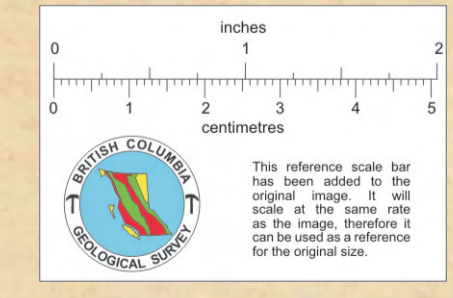 inches
0 1 2
0 1 2 3 4 5
centimetres
BRITISH COLUMBIA
GEOLOGICAL SURVEY
This reference scale bar
has been added to the
original image. It will
scale at the same rate
as the image, therefore it
can be used as a reference
for the original size.